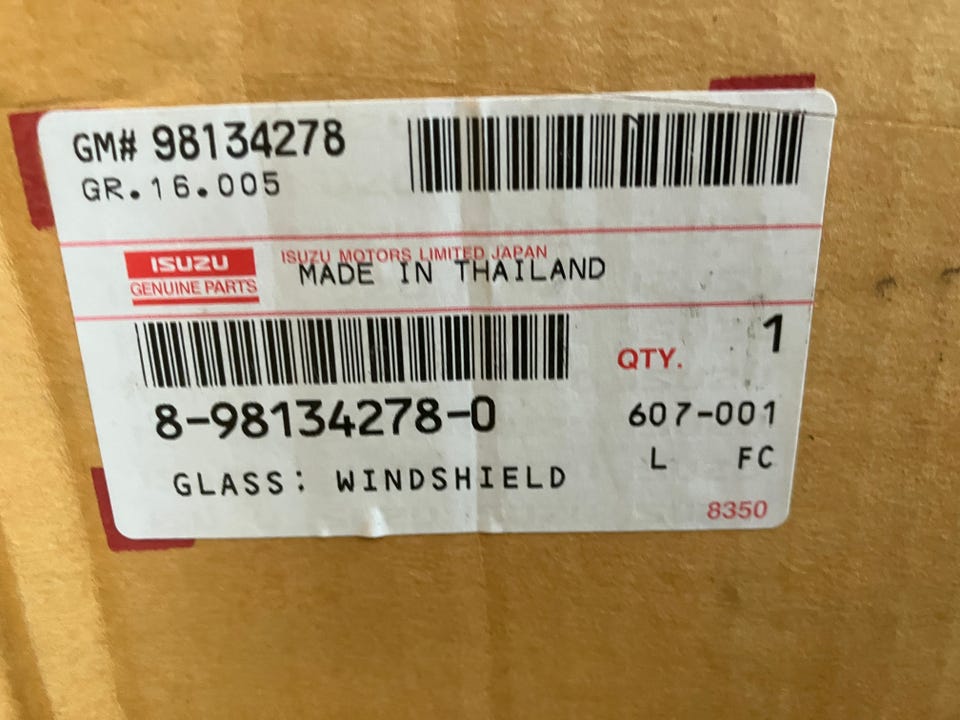 GM# 98134278
GR.16.005
ISUZU
GENUINE PARTS
ISUZU MOTORS LIMITED JAPAN
MADE IN THAILAND
QTY. 1
8-98134278-0
607-001
L FC
GLASS: WINDSHIELD
8350